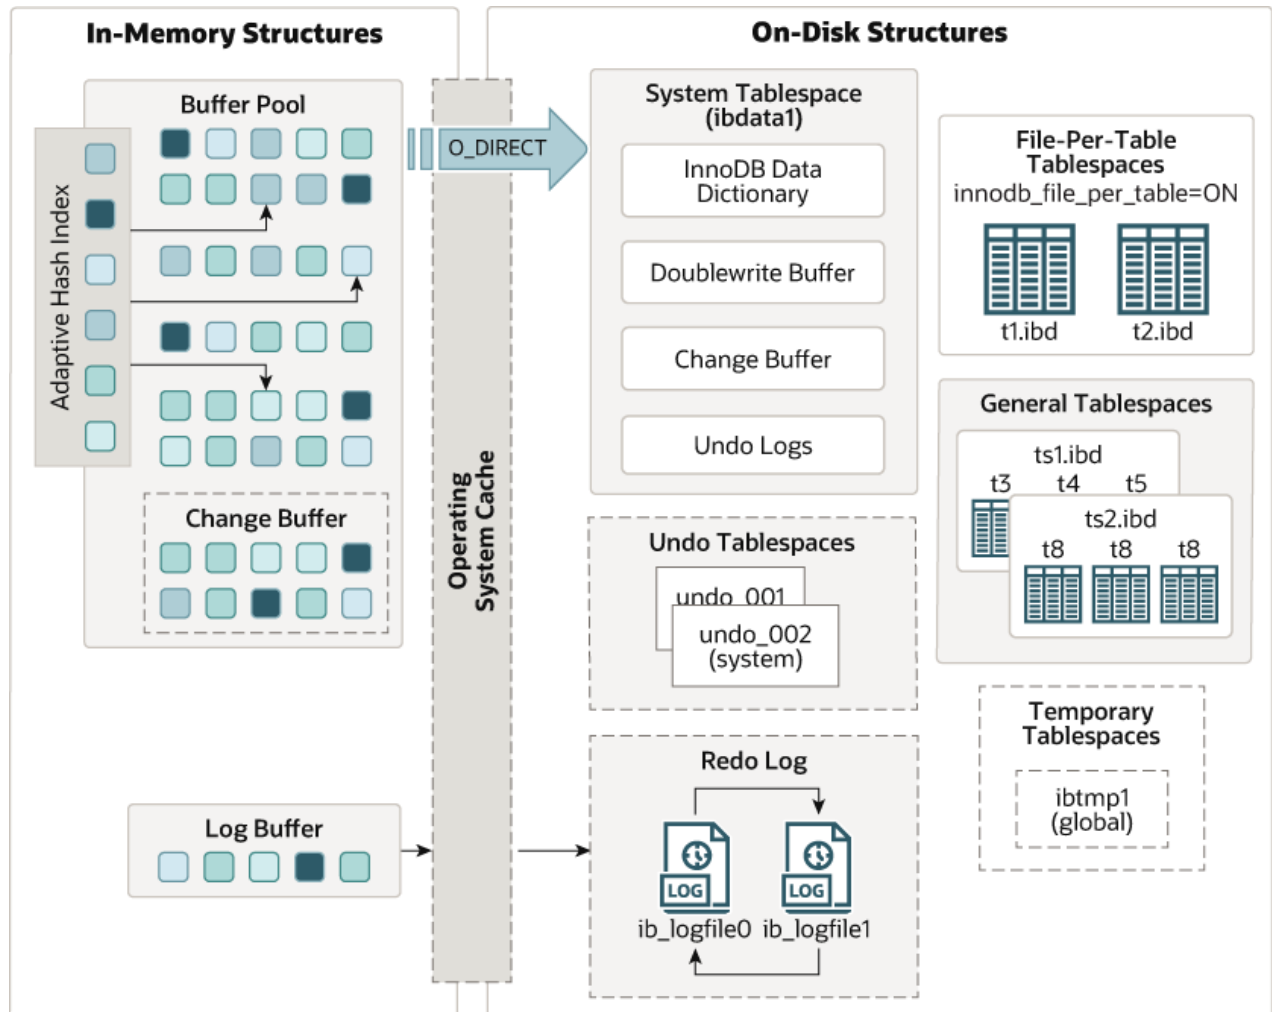 In-Memory Structures
Buffer Pool
Adaptive Hash Index
Change Buffer
Log Buffer
Operating
System Cache
O_DIRECT
On-Disk Structures
System Tablespace
(ibdata1)
InnoDB Data
Dictionary
Doublewrite Buffer
Change Buffer
Undo Logs
Undo Tablespaces
undo_001
undo_002
(system)
Redo Log
LOG
LOG
ib_logfile0
ib_logfile1
File-Per-Table
Tablespaces
innodb_file_per_table=ON
t1.ibd
t2.ibd
General Tablespaces
ts1.ibd
t3 t4 t5
ts2.ibd
t8 t8 t8
Temporary
Tablespaces
ibtmp1
(global)